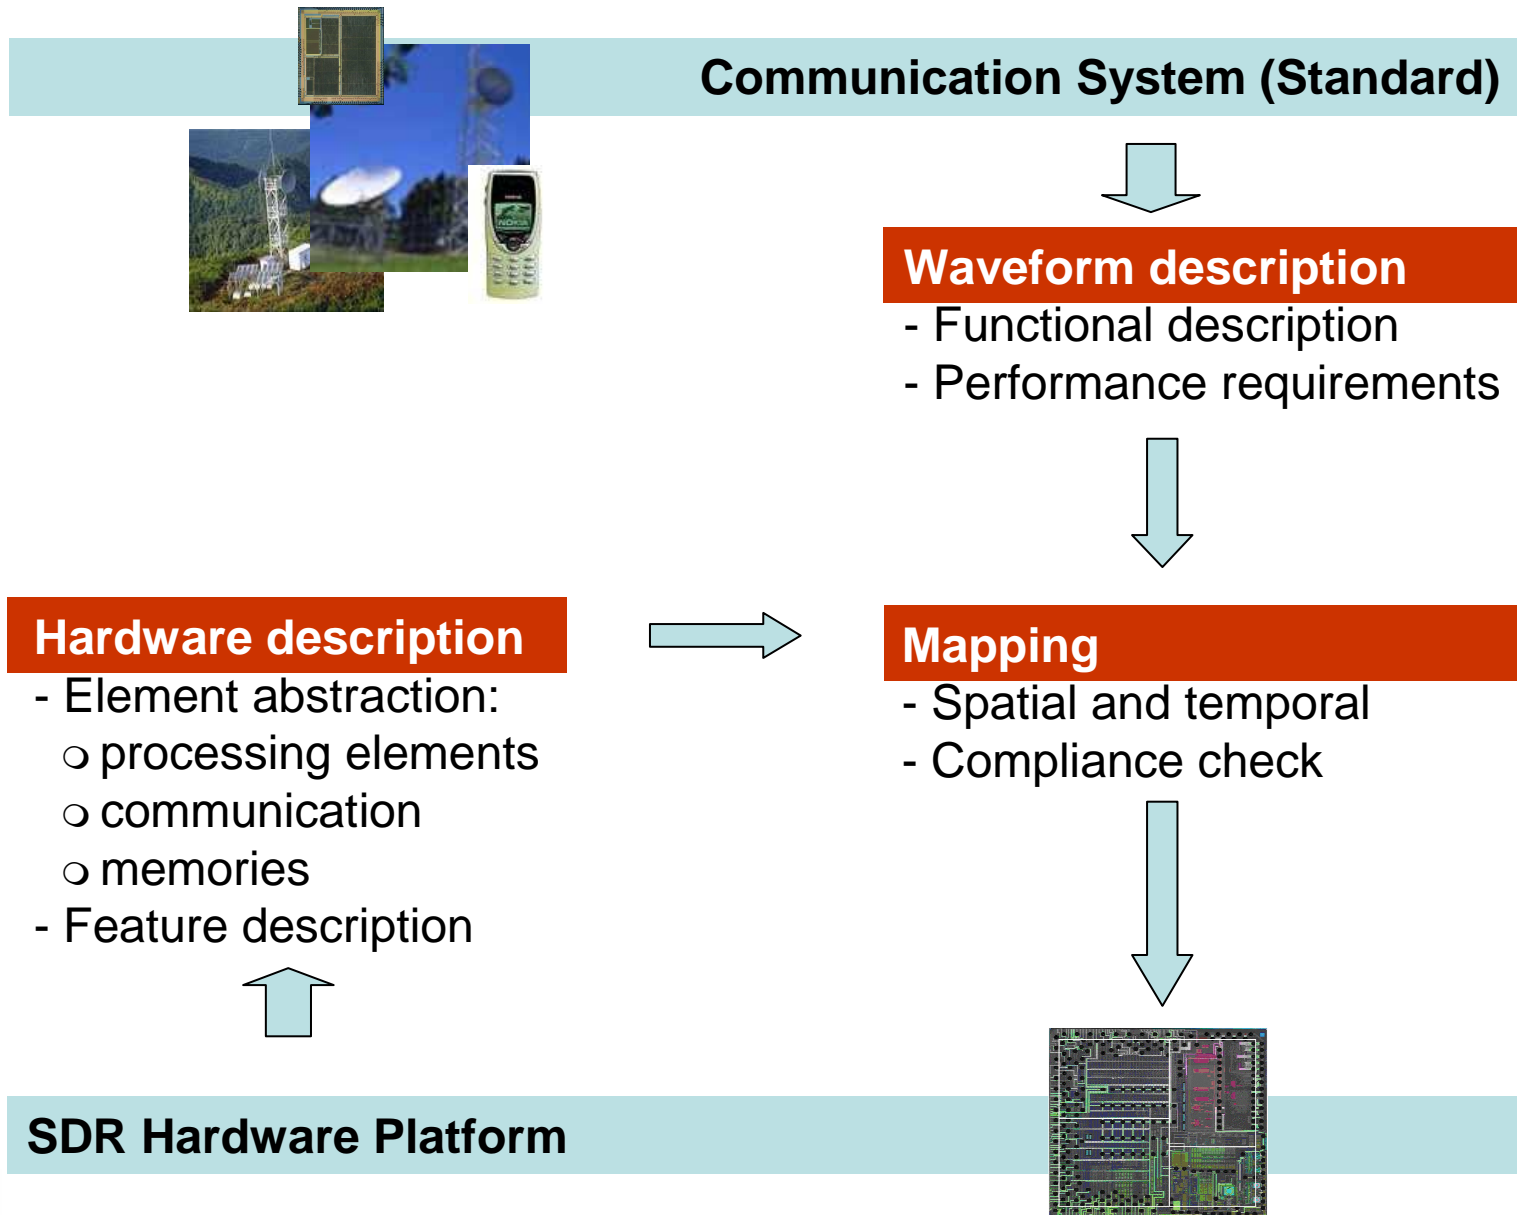 Communication System (Standard)
NOKIA
Waveform description
- Functional description
- Performance requirements
Hardware description
- Element abstraction:
❍ processing elements
❍ communication
❍ memories
- Feature description
Mapping
- Spatial and temporal
- Compliance check
SDR Hardware Platform